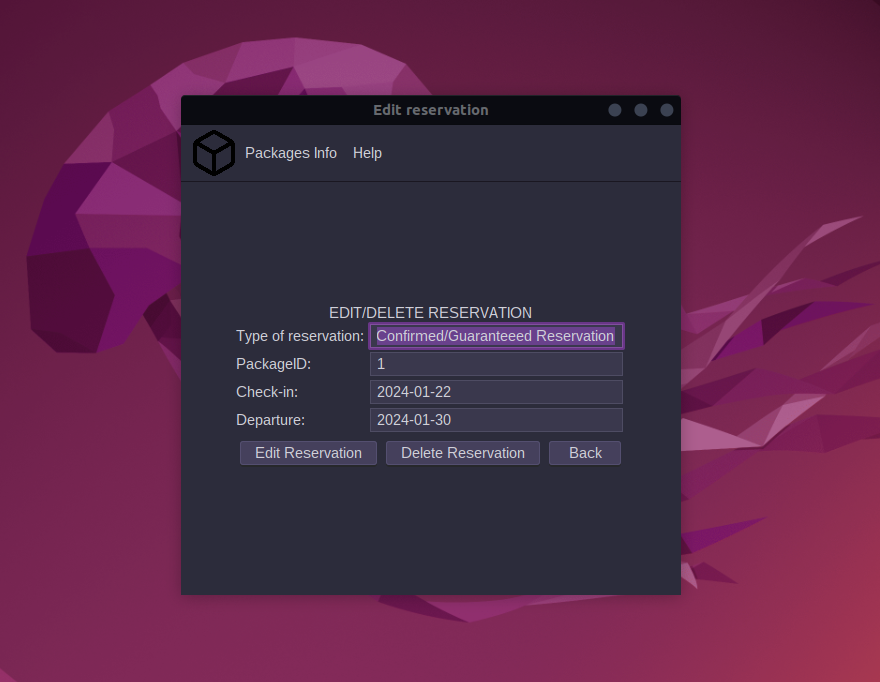 Edit reservation
Packages Info Help
EDIT/DELETE RESERVATION
Type of reservation: Confirmed/Guaranteeed Reservation
PackageID: 1
Check-in: 2024-01-22
Departure: 2024-01-30
Edit Reservation Delete Reservation Back